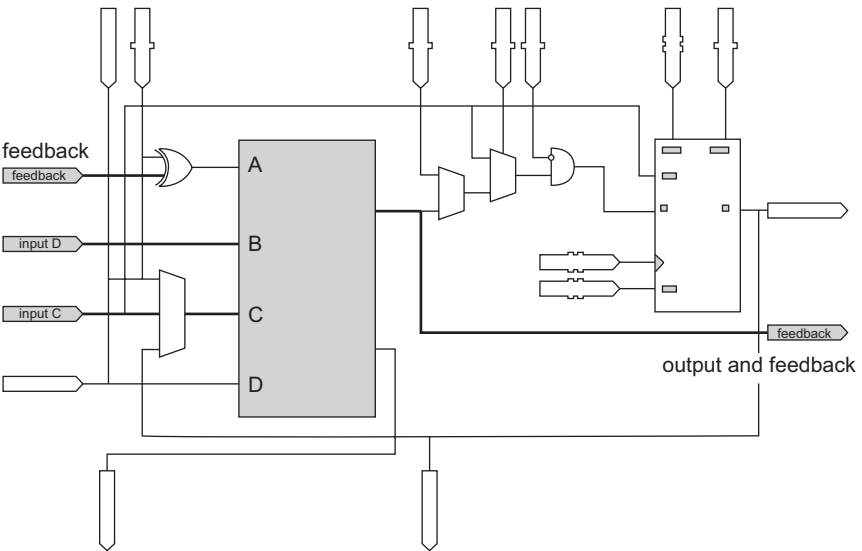 feedback
feedback
A
input D
B
input C
C
D
feedback
output and feedback